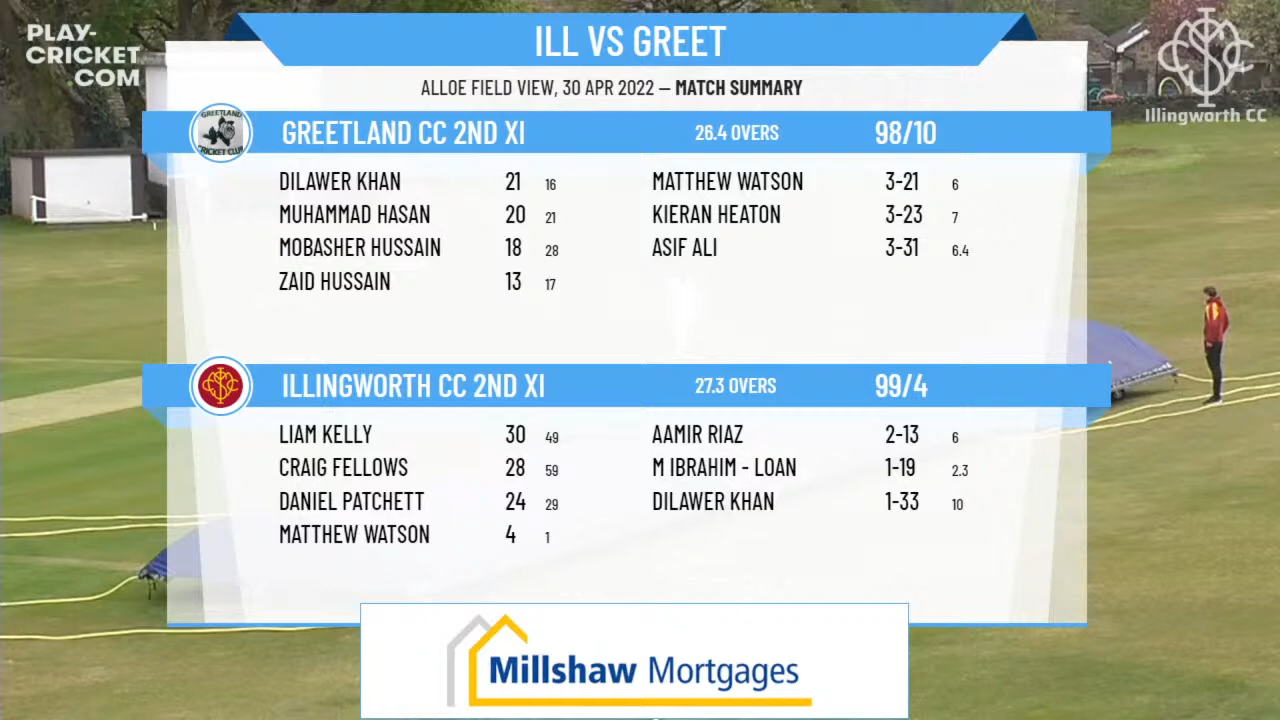 PLAY-
CRICKET
.COM
ILL VS GREET
Illingworth CC
ALLOE FIELD VIEW, 30 APR 2022 – MATCH SUMMARY
GREETLAND CRICKET CLUB
GREETLAND CC 2ND XI 26.4 OVERS 98/10
DILAWER KHAN 21 16 MATTHEW WATSON 3-21 6
MUHAMMAD HASAN 20 21 KIERAN HEATON 3-23 7
MOBASHER HUSSAIN 18 28 ASIF ALI 3-31 6.4
ZAID HUSSAIN 13 17
ILLINGWORTH CC 2ND XI 27.3 OVERS 99/4
LIAM KELLY 30 49 AAMIR RIAZ 2-13 6
CRAIG FELLOWS 28 59 M IBRAHIM - LOAN 1-19 2.3
DANIEL PATCHETT 24 29 DILAWER KHAN 1-33 10
MATTHEW WATSON 4 1
Millshaw Mortgages